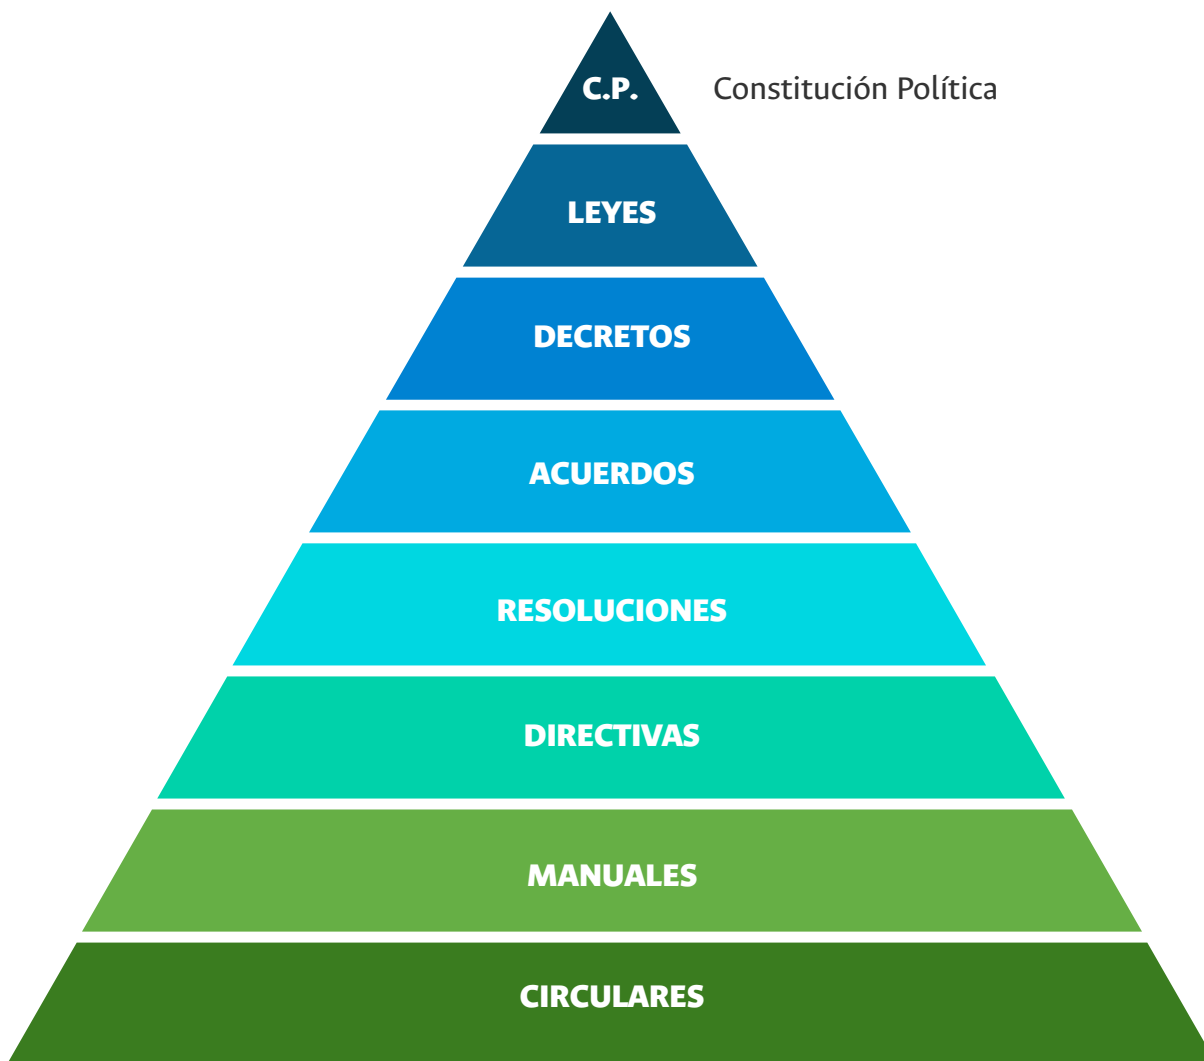 C.P.
Constitución Política
LEYES
DECRETOS
ACUERDOS
RESOLUCIONES
DIRECTIVAS
MANUALES
CIRCULARES